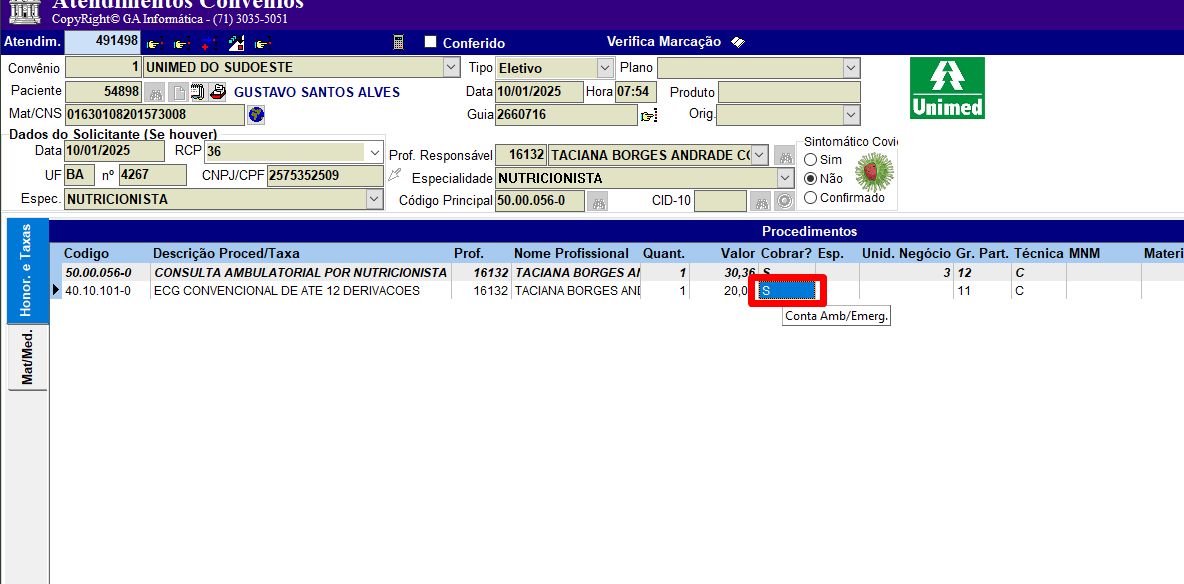 Atendimentos Convênios
CopyRight© GA Informática - (71) 3035-5051
Atendim. 491498 Conferido Verifica Marcação
Convênio 1 UNIMED DO SUDOESTE Tipo Eletivo Plano
Paciente 54898 GUSTAVO SANTOS ALVES Data 10/01/2025 Hora 07:54 Produto
Mat/CNS 01630108201573008 Guia 2660716 Orig.
Unimed
Dados do Solicitante (Se houver)
Data 10/01/2025 RCP 36
UF BA nº 4267 CNPJ/CPF 2575352509
Espec. NUTRICIONISTA
Prof. Responsável 16132 TACIANA BORGES ANDRADE
Especialidade NUTRICIONISTA
Código Principal 50.00.056-0 CID-10
Sintomático Covi
Sim
Não
Confirmado
Honor. e Taxas
Mat/Med.
Procedimentos
Codigo Descrição Proced/Taxa Prof. Nome Profissional Quant. Valor Cobrar? Esp. Unid. Negócio Gr. Part. Técnica MNM Materi
50.00.056-0 CONSULTA AMBULATORIAL POR NUTRICIONISTA 16132 TACIANA BORGES 1 30,36 S 3 12 C
40.10.101-0 ECG CONVENCIONAL DE ATE 12 DERIVACOES 16132 TACIANA BORGES 1 20,0 S 11 C
Conta Amb/Emerg.